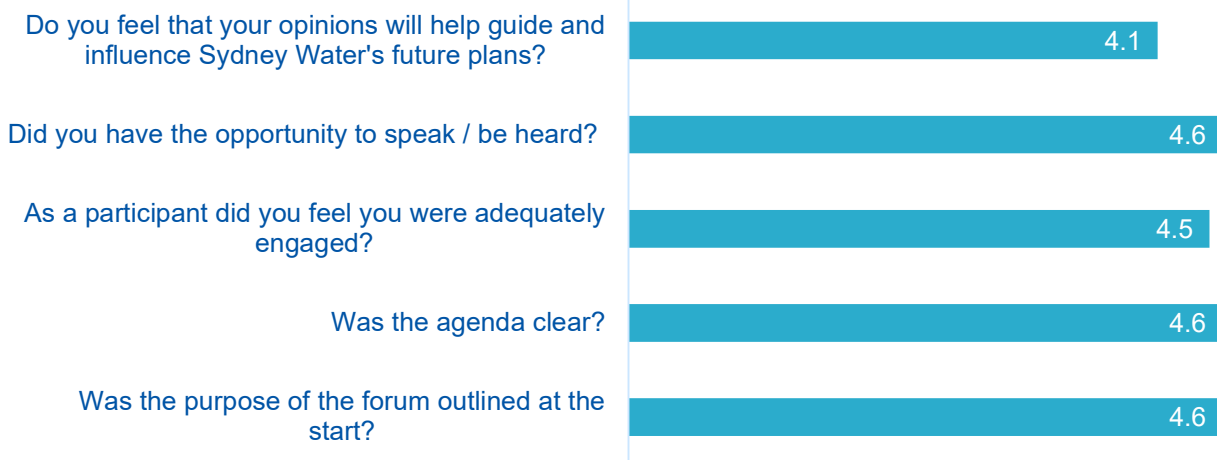 Do you feel that your opinions will help guide and
influence Sydney Water's future plans?
4.1
Did you have the opportunity to speak / be heard?
4.6
As a participant did you feel you were adequately
engaged?
4.5
Was the agenda clear?
4.6
Was the purpose of the forum outlined at the
start?
4.6